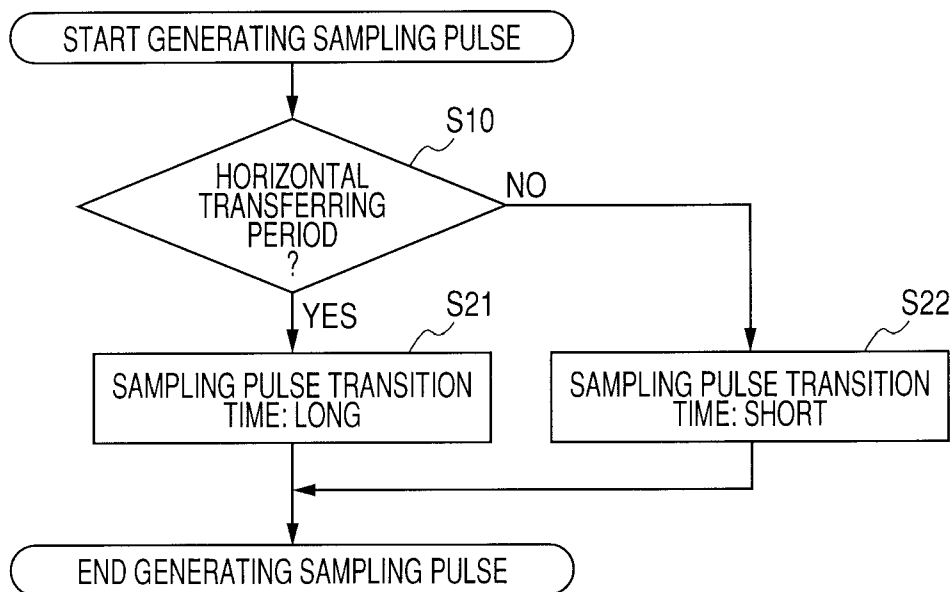 START GENERATING SAMPLING PULSE
S10
HORIZONTAL
TRANSFERRING
PERIOD
?
NO
YES
S21
SAMPLING PULSE TRANSITION
TIME: LONG
S22
SAMPLING PULSE TRANSITION
TIME: SHORT
END GENERATING SAMPLING PULSE